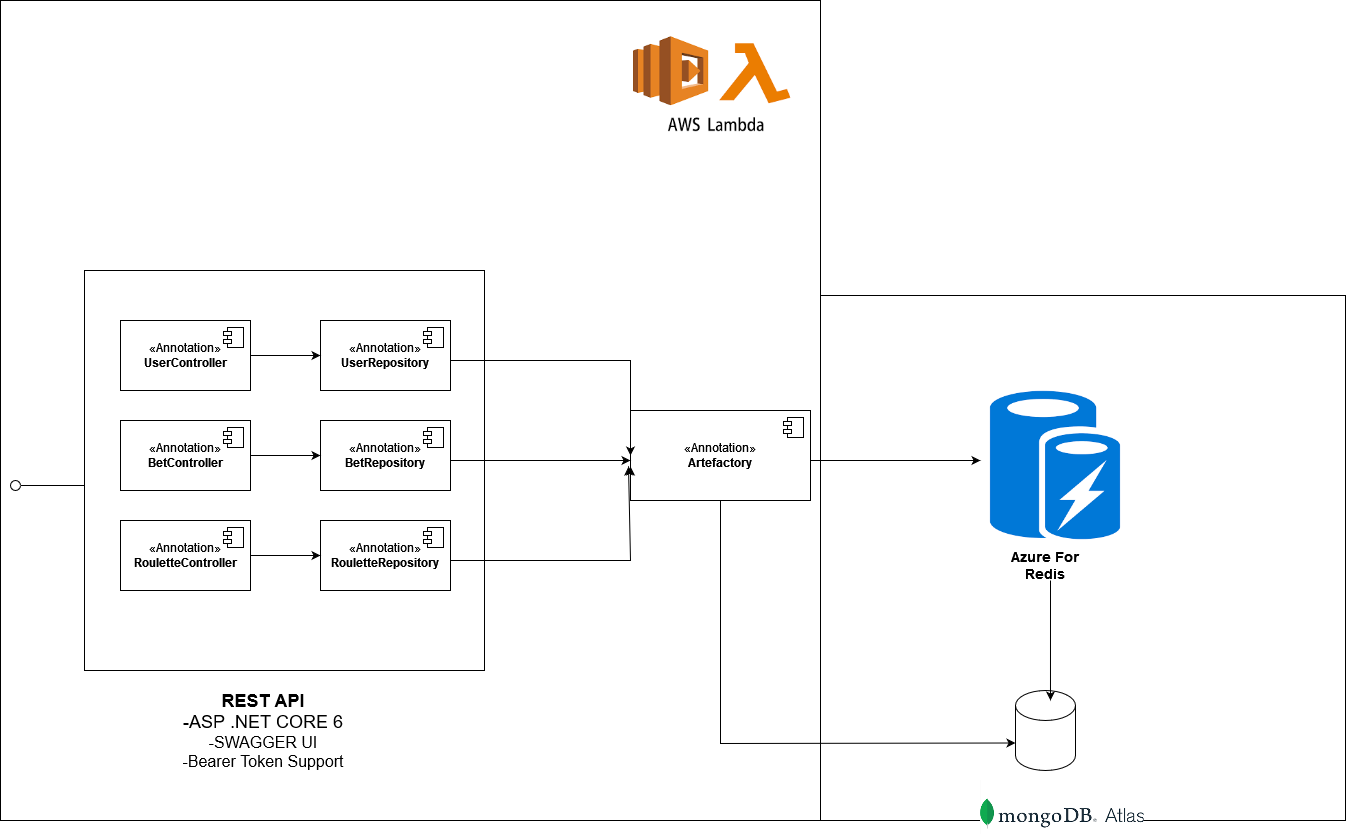 AWS Lambda
«Annotation»
UserController
«Annotation»
UserRepository
«Annotation»
BetController
«Annotation»
BetRepository
«Annotation»
Artefactory
«Annotation»
RouletteController
«Annotation»
RouletteRepository
Azure For
Redis
REST API
-ASP .NET CORE 6
-SWAGGER UI
-Bearer Token Support
mongoDB. Atlas